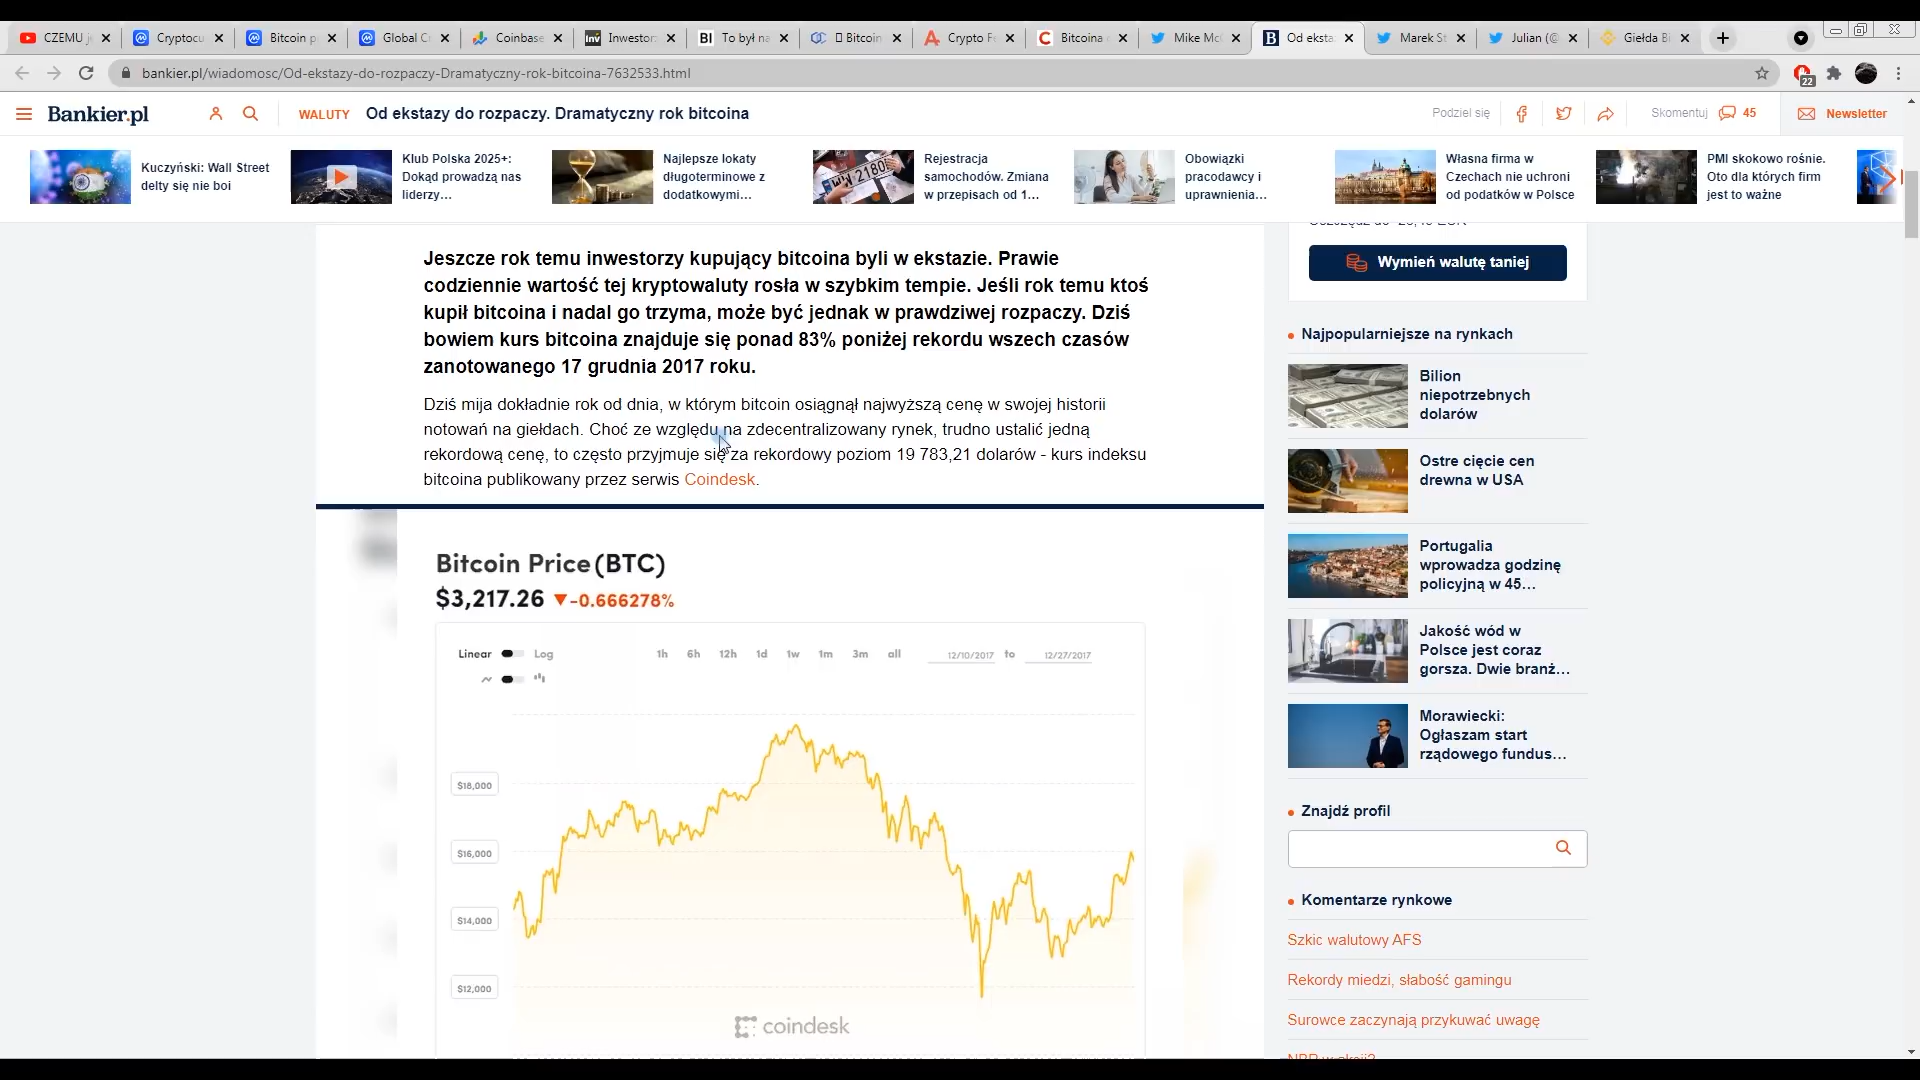 CZEMU j
Cryptocu
Bitcoin p
Global C
Coinbase
Inwestor
To był na
Bitcoin
Crypto F
Bitcoina
Mike Mc
Od eksta
Marek St
Julian (@
Giełda Bi
bankier.pl/wiadomosc/Od-ekstazy-do-rozpaczy-Dramatyczny-rok-bitcoina-7632533.html
22
Bankier.pl
WALUTY
Od ekstazy do rozpaczy. Dramatyczny rok bitcoina
Podziel się
Skomentuj
45
Newsletter
Kuczyński: Wall Street
delty się nie boi
Klub Polska 2025+:
Dokąd prowadzą nas
liderzy...
Najlepsze lokaty
długoterminowe z
dodatkowymi...
Rejestracja
samochodów. Zmiana
w przepisach od 1...
Obowiązki
pracodawcy i
uprawnienia...
Własna firma w
Czechach nie uchroni
od podatków w Polsce
PMI skokowo rośnie.
Oto dla których firm
jest to ważne
Jeszcze rok temu inwestorzy kupujący bitcoina byli w ekstazie. Prawie
codziennie wartość tej kryptowaluty rosła w szybkim tempie. Jeśli rok temu ktoś
kupił bitcoina i nadal go trzyma, może być jednak w prawdziwej rozpaczy. Dziś
bowiem kurs bitcoina znajduje się ponad 83% poniżej rekordu wszech czasów
zanotowanego 17 grudnia 2017 roku.
Dziś mija dokładnie rok od dnia, w którym bitcoin osiągnął najwyższą cenę w swojej historii
notowań na giełdach. Choć ze względu na zdecentralizowany rynek, trudno ustalić jedną
rekordową cenę, to często przyjmuje się za rekordowy poziom 19 783,21 dolarów - kurs indeksu
bitcoina publikowany przez serwis Coindesk.
Bitcoin Price (BTC)
$3,217.26 ▼-0.666278%
Linear Log
1h 6h 12h 1d 1w 1m 3m all 12/10/2017 to 12/27/2017
$18,000
$16,000
$14,000
$12,000
coindesk
Wymień walutę taniej
Najpopularniejsze na rynkach
Bilion
niepotrzebnych
dolarów
Ostre cięcie cen
drewna w USA
Portugalia
wprowadza godzinę
policyjną w 45...
Jakość wód w
Polsce jest coraz
gorsza. Dwie branż...
Morawiecki:
Ogłaszam start
rządowego fundus...
Znajdź profil
Komentarze rynkowe
Szkic walutowy AFS
Rekordy miedzi, słabość gamingu
Surowce zaczynają przykuwać uwagę